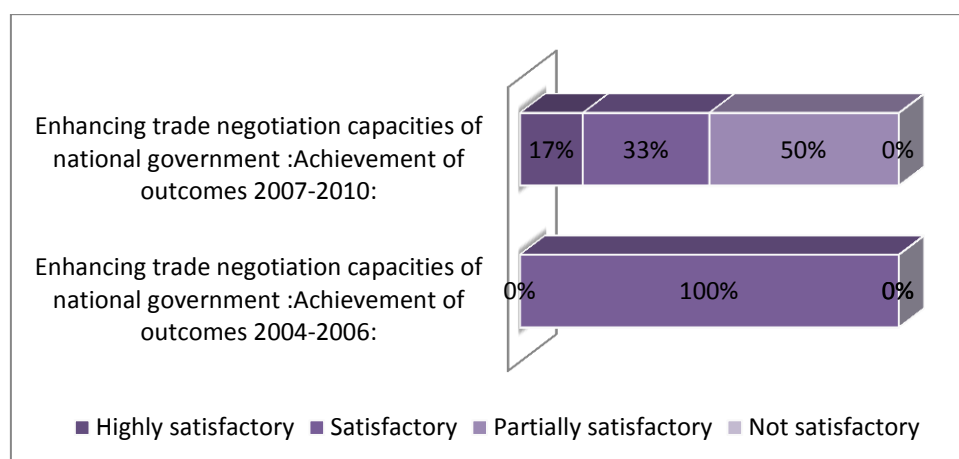 Enhancing trade negotiation capacities of
national government :Achievement of
outcomes 2007-2010:
17% 33% 50% 0%
Enhancing trade negotiation capacities of
national government :Achievement of
outcomes 2004-2006:
0% 100% 0%
Highly satisfactory Satisfactory Partially satisfactory Not satisfactory